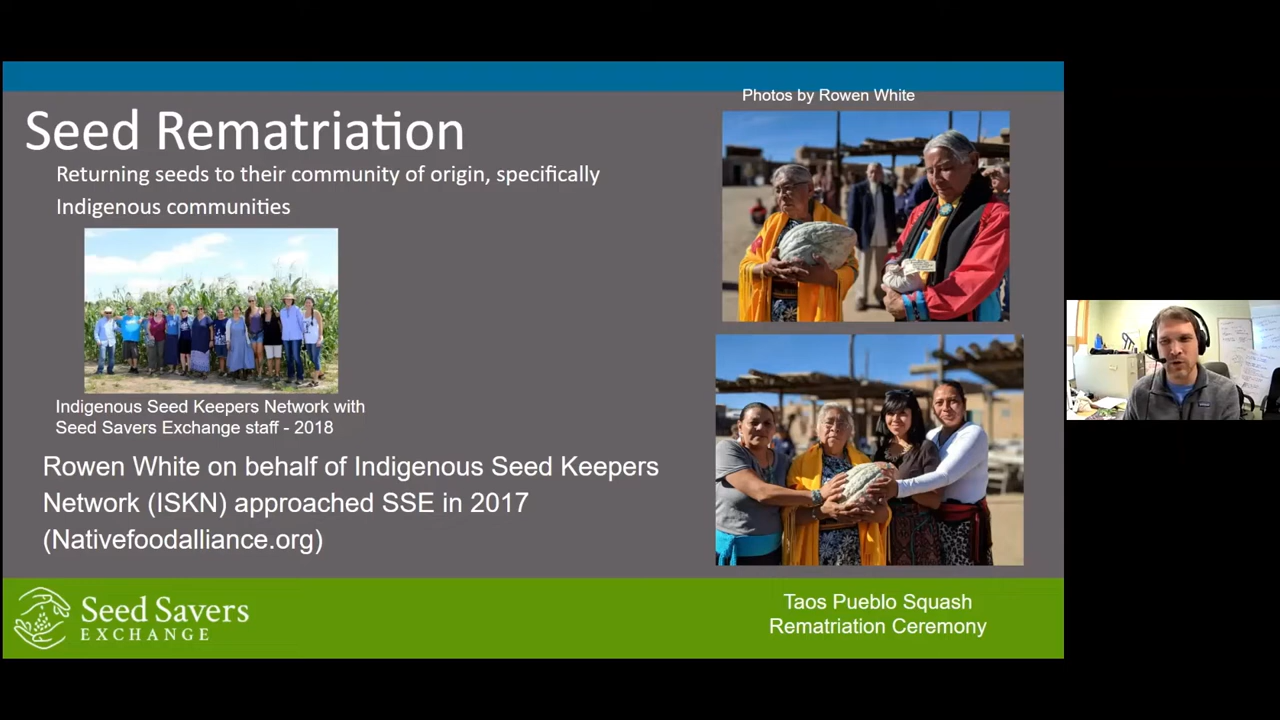 Photos by Rowen White
Seed Rematriation
Returning seeds to their community of origin, specifically
Indigenous communities
Indigenous Seed Keepers Network with
Seed Savers Exchange staff - 2018
Rowen White on behalf of Indigenous Seed Keepers
Network (ISKN) approached SSE in 2017
(Nativefoodalliance.org)
Seed Savers
EXCHANGE
Taos Pueblo Squash
Rematriation Ceremony